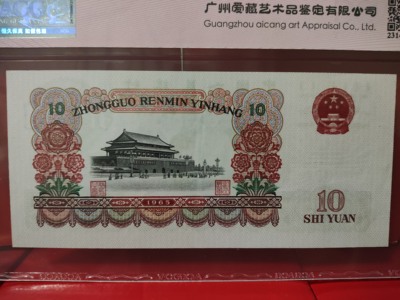 广州爱藏艺术品鉴定有限公司
Guangzhou aicang art Appraisal Co., Ltd.
10
10
ZHONGGUO RENMIN YINHANG
1965
10
SHI YUAN